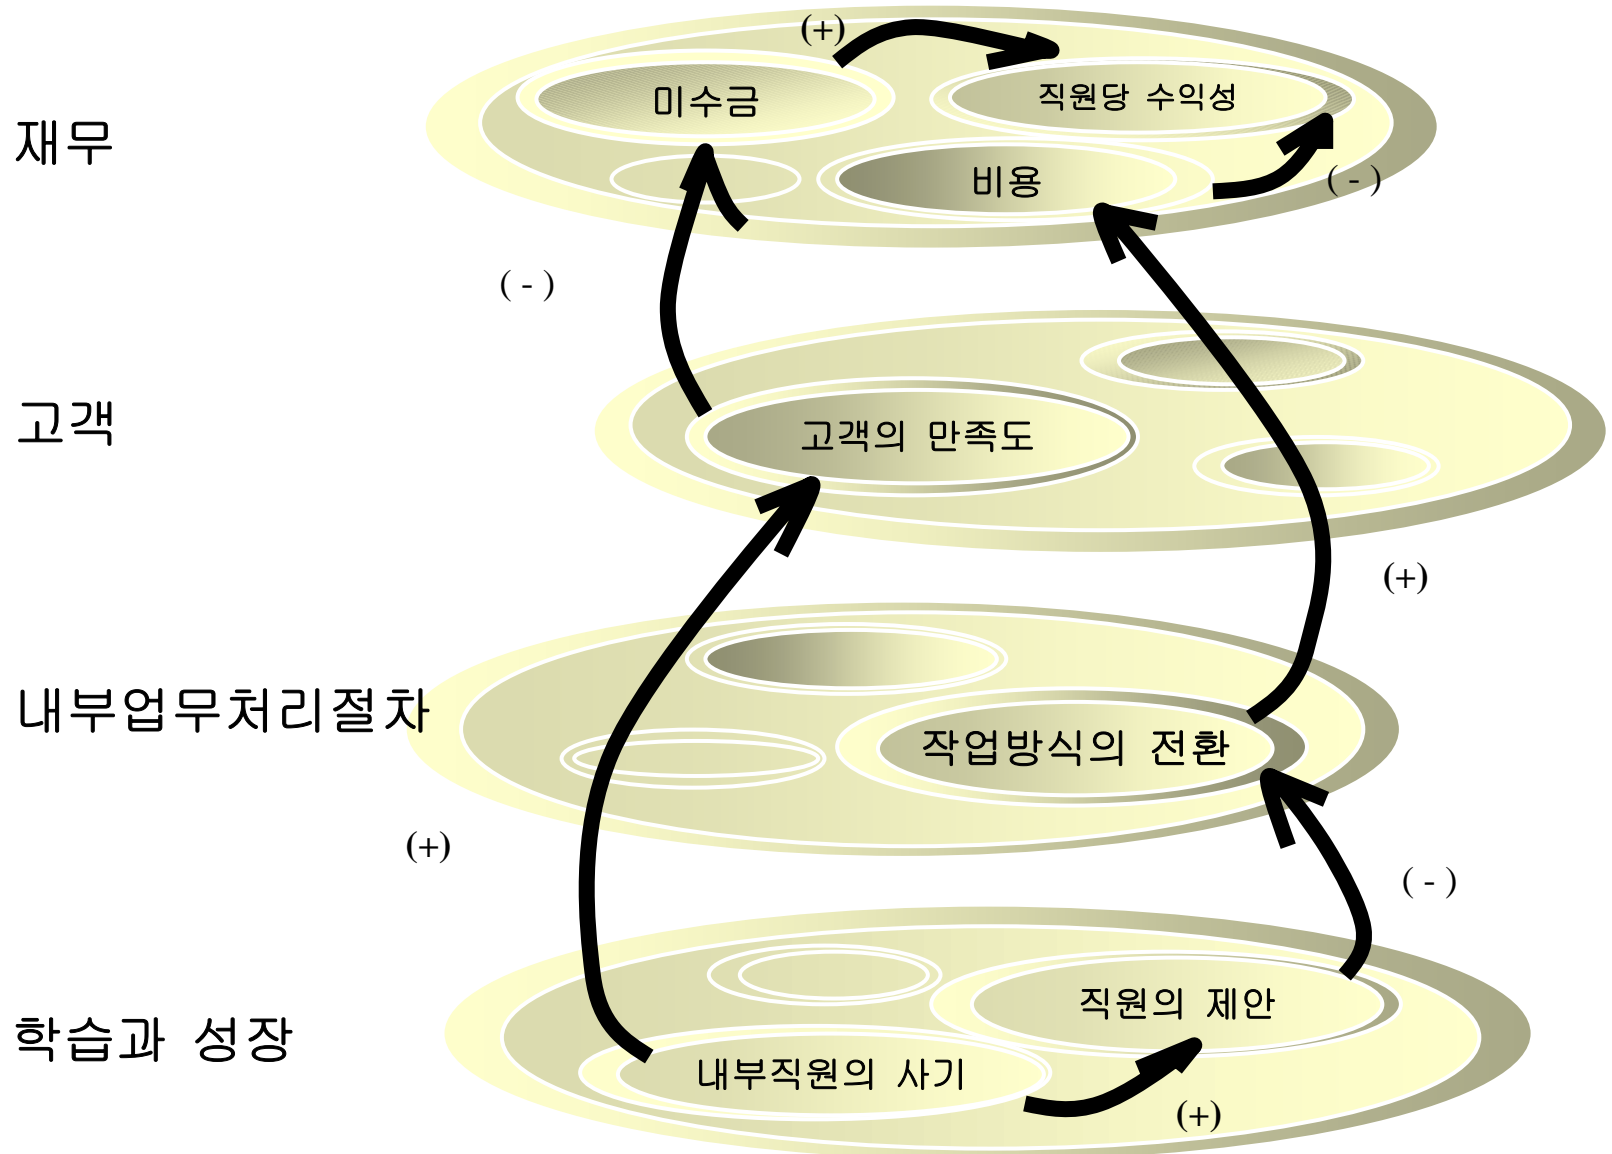 (+)
미수금
직원당 수익성
재무
비용
( - )
( - )
고객
고객의 만족도
(+)
내부업무처리절차
작업방식의 전환
(+)
( - )
직원의 제안
학습과 성장
내부직원의 사기
(+)